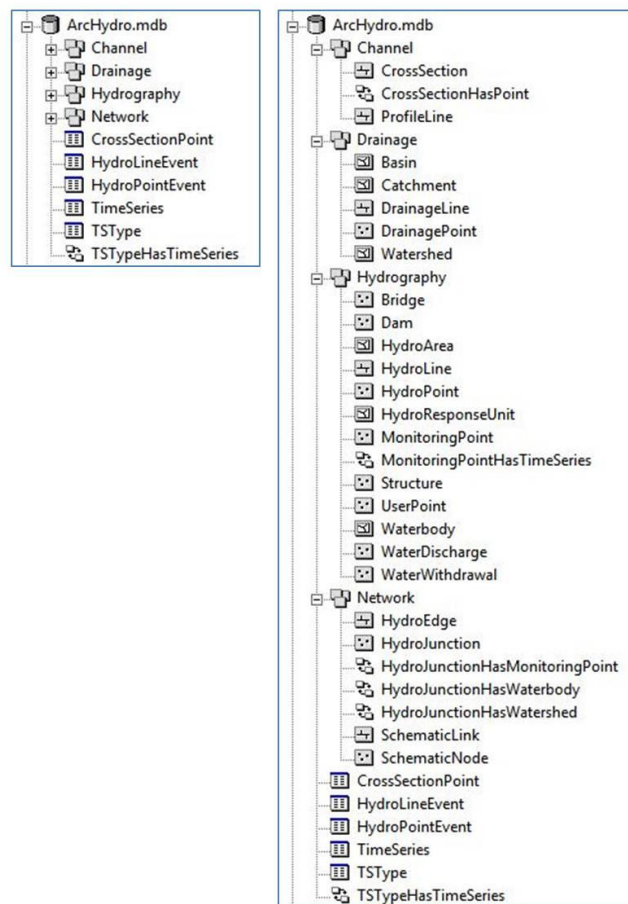 ArcHydro.mdb
Channel
Drainage
Hydrography
Network
CrossSectionPoint
HydroLineEvent
HydroPointEvent
TimeSeries
TSType
TSTypeHasTimeSeries
ArcHydro.mdb
Channel
CrossSection
CrossSectionHasPoint
ProfileLine
Drainage
Basin
Catchment
DrainageLine
DrainagePoint
Watershed
Hydrography
Bridge
Dam
HydroArea
HydroLine
HydroPoint
HydroResponseUnit
MonitoringPoint
MonitoringPointHasTimeSeries
Structure
UserPoint
Waterbody
WaterDischarge
WaterWithdrawal
Network
HydroEdge
HydroJunction
HydroJunctionHasMonitoringPoint
HydroJunctionHasWaterbody
HydroJunctionHasWatershed
SchematicLink
SchematicNode
CrossSectionPoint
HydroLineEvent
HydroPointEvent
TimeSeries
TSType
TSTypeHasTimeSeries